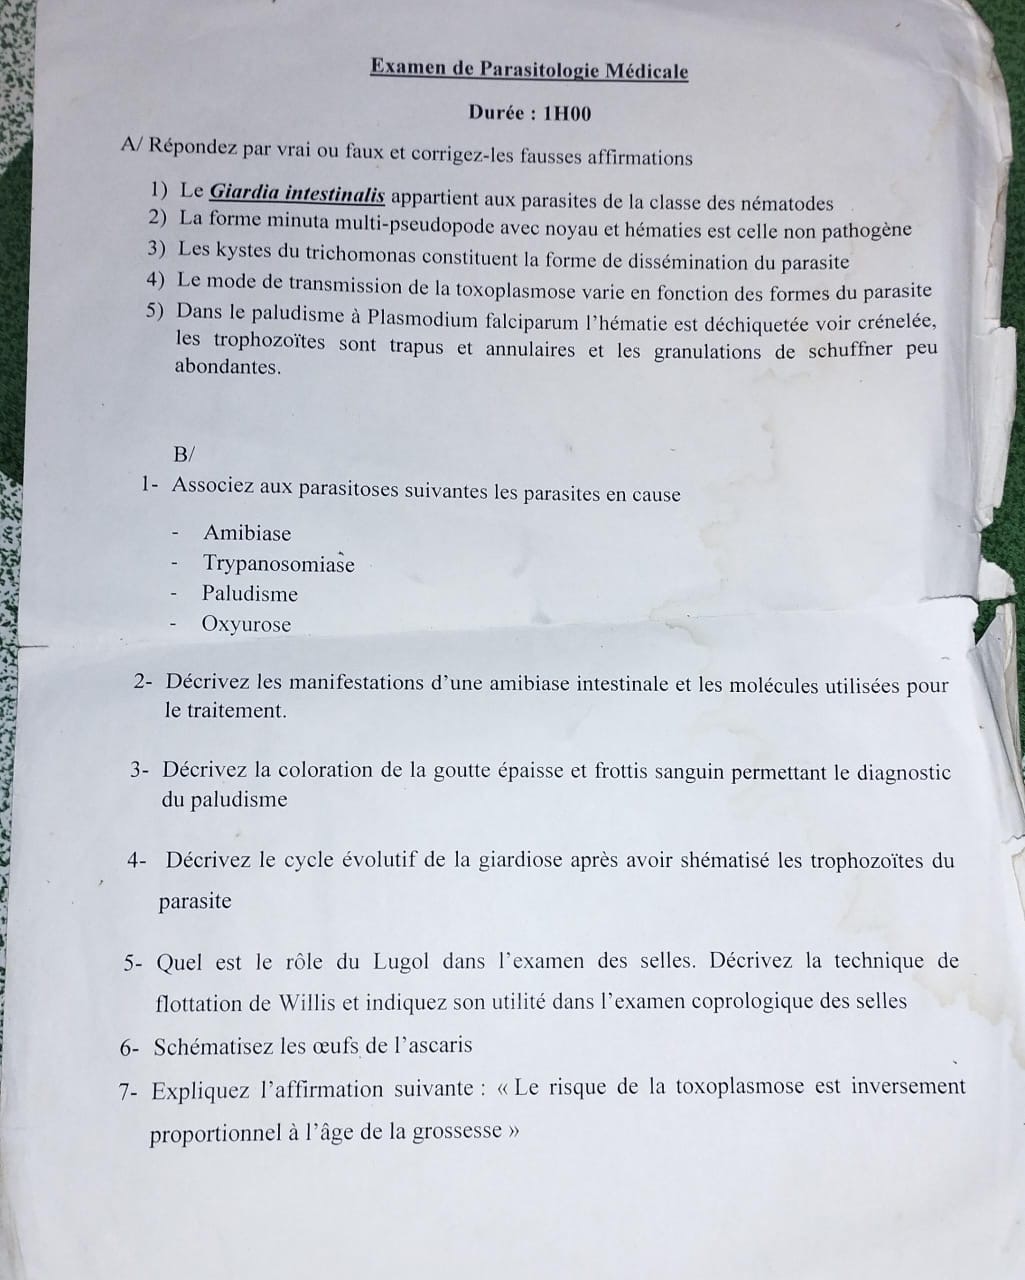 Examen de Parasitologie Médicale
Durée : 1H00
A/ Répondez par vrai ou faux et corrigez-les fausses affirmations
1) Le Giardia intestinalis appartient aux parasites de la classe des nématodes
2) La forme minuta multi-pseudopode avec noyau et hématies est celle non pathogène
3) Les kystes du trichomonas constituent la forme de dissémination du parasite
4) Le mode de transmission de la toxoplasmose varie en fonction des formes du parasite
5) Dans le paludisme à Plasmodium falciparum l'hématie est déchiquetée voir crénelée,
les trophozoïtes sont trapus et annulaires et les granulations de schuffner peu
abondantes.
B/
1- Associez aux parasitoses suivantes les parasites en cause
- Amibiase
- Trypanosomiase
- Paludisme
- Oxyurose
2- Décrivez les manifestations d'une amibiase intestinale et les molécules utilisées pour
le traitement.
3- Décrivez la coloration de la goutte épaisse et frottis sanguin permettant le diagnostic
du paludisme
4- Décrivez le cycle évolutif de la giardiose après avoir shématisé les trophozoïtes du
parasite
5- Quel est le rôle du Lugol dans l'examen des selles. Décrivez la technique de
flottation de Willis et indiquez son utilité dans l'examen coprologique des selles
6- Schématisez les œufs de l'ascaris
7- Expliquez l'affirmation suivante : « Le risque de la toxoplasmose est inversement
proportionnel à l'âge de la grossesse »